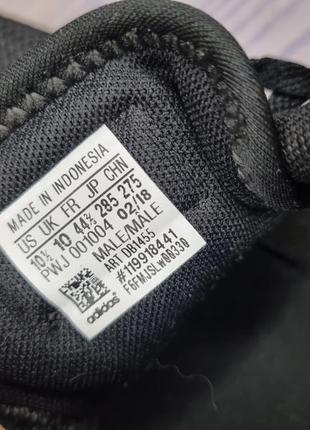 MADE IN INDONESIA
US UK FR JP CHN
10½ 10 44⅔ 285 275
PWJ 001004 02/18
MALE/MALE
ART DB1455
#119918441
F6FMJSLW00330
adidas